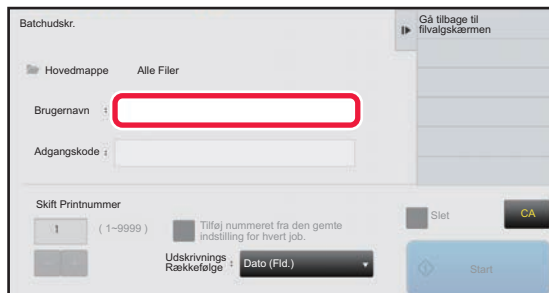 Batchudskr.
Gå tilbage til
filvalgskærmen
Hovedmappe Alle Filer
Brugernavn :
Adgangskode :
Skift Printnummer
1 ( 1~9999 )
Tilføj nummeret fra den gemte
indstilling for hvert job.
Udskrivnings
Rækkefølge : Dato (Fld.)
Slet
CA
Start